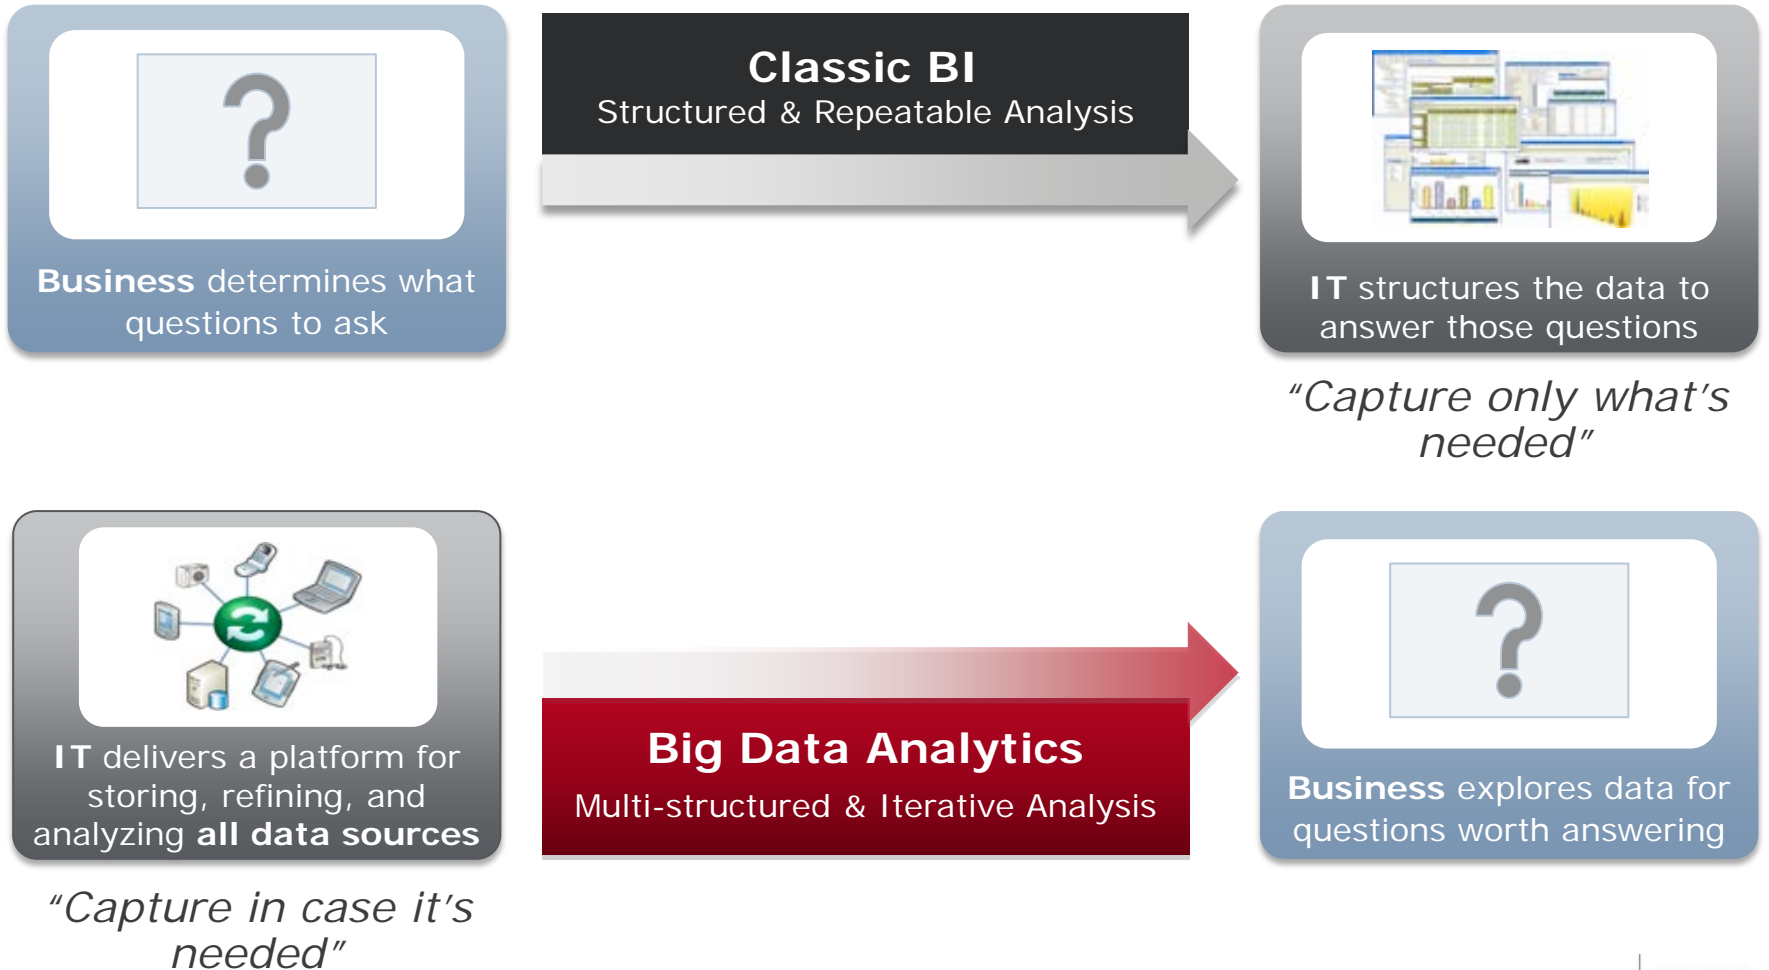 Classic BI
Structured & Repeatable Analysis
Business determines what
questions to ask
IT structures the data to
answer those questions
“Capture only what's
needed”
IT delivers a platform for
storing, refining, and
analyzing all data sources
“Capture in case it's
needed”
Big Data Analytics
Multi-structured & Iterative Analysis
Business explores data for
questions worth answering